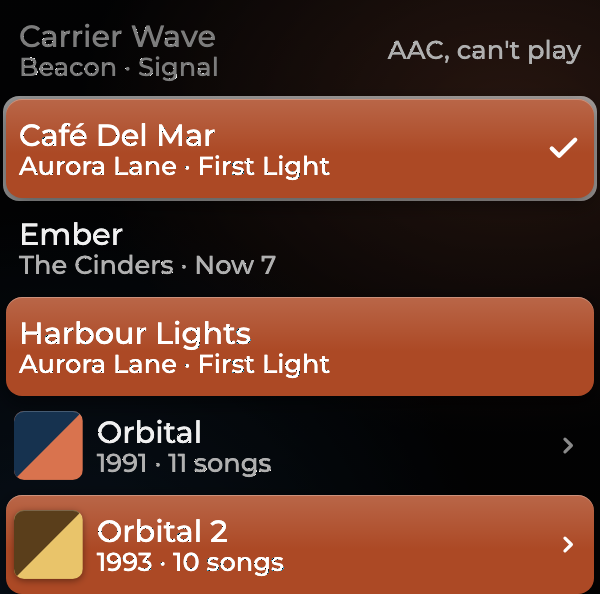 Carrier Wave
Beacon · Signal
AAC, can't play
Café Del Mar
Aurora Lane · First Light
Ember
The Cinders · Now 7
Harbour Lights
Aurora Lane · First Light
Orbital
1991 · 11 songs
Orbital 2
1993 · 10 songs